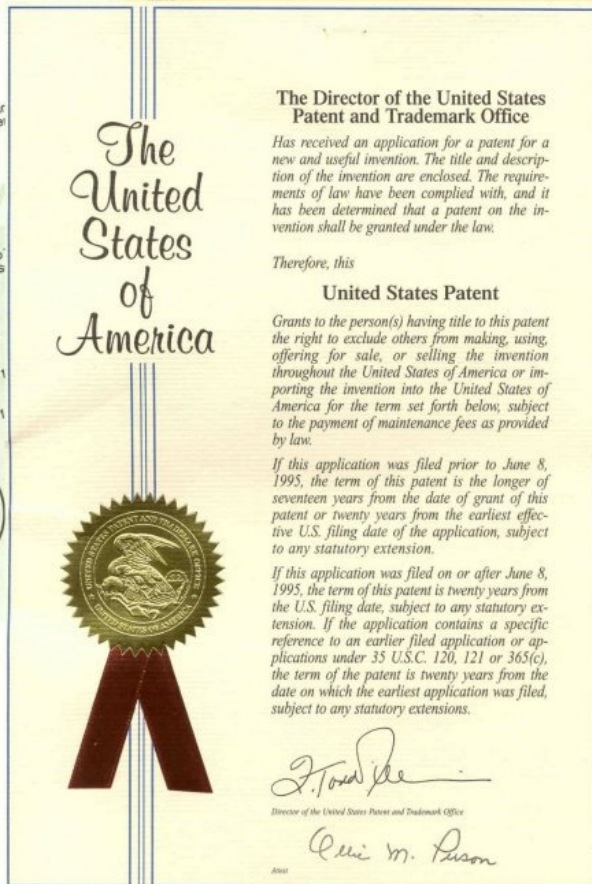 The
United
States
of
America
The Director of the United States
Patent and Trademark Office
Has received an application for a patent for a
new and useful invention. The title and descrip-
tion of the invention are enclosed. The require-
ments of law have been complied with, and it
has been determined that a patent on the in-
vention shall be granted under the law.
Therefore, this
United States Patent
Grants to the person(s) having title to this patent
the right to exclude others from making, using,
offering for sale, or selling the invention
throughout the United States of America or im-
porting the invention into the United States of
America for the term set forth below, subject
to the payment of maintenance fees as provided
by law.
If this application was filed prior to June 8,
1995, the term of this patent is the longer of
seventeen years from the date of grant of this
patent or twenty years from the earliest effec-
tive U.S. filing date of the application, subject
to any statutory extension.
If this application was filed on or after June 8,
1995, the term of this patent is twenty years from
the U.S. filing date, subject to any statutory ex-
tension. If the application contains a specific
reference to an earlier filed application or ap-
plications under 35 U.S.C. 120, 121 or 365(c),
the term of the patent is twenty years from the
date on which the earliest application was filed,
subject to any statutory extensions.
Director of the United States Patent and Trademark Office
Ollie M. Person
Attest
UNITED STATES PATENT AND TRADEMARK OFFICE
UNITED STATES OF AMERICA